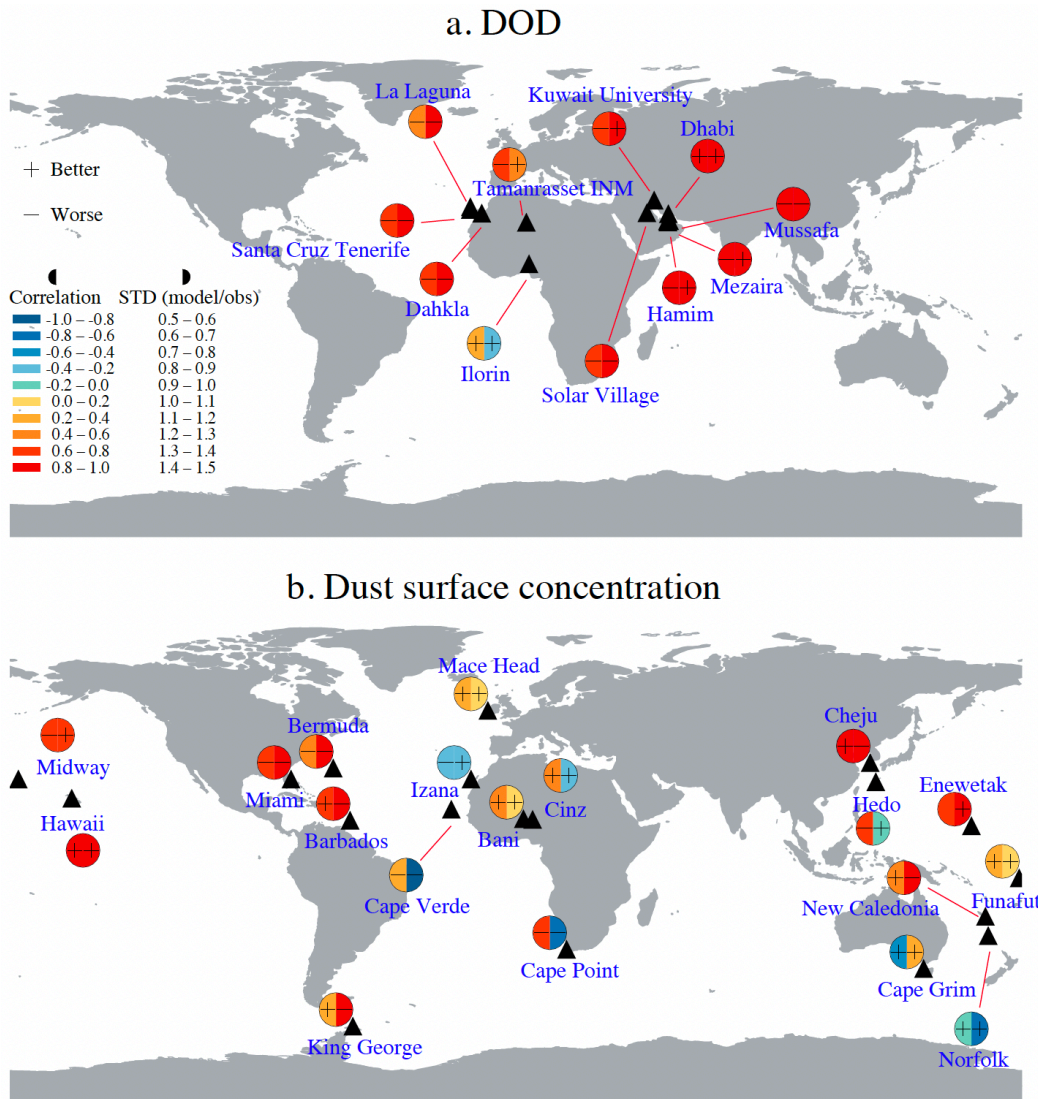 a. DOD
La Laguna
Kuwait University
Dhabi
+ Better
Tamanrasset INM
— Worse
Mussafa
Santa Cruz Tenerife
Mezaira
Correlation STD (model/obs)
Dahkla
Hamim
-1.0 – -0.8 0.5 – 0.6
-0.8 – -0.6 0.6 – 0.7
-0.6 – -0.4 0.7 – 0.8
-0.4 – -0.2 0.8 – 0.9
Ilorin
-0.2 – 0.0 0.9 – 1.0
Solar Village
0.0 – 0.2 1.0 – 1.1
0.2 – 0.4 1.1 – 1.2
0.4 – 0.6 1.2 – 1.3
0.6 – 0.8 1.3 – 1.4
0.8 – 1.0 1.4 – 1.5
b. Dust surface concentration
Mace Head
Cheju
Bermuda
Midway
Enewetak
Izana
Miami
Cinz
Hedo
Hawaii
Barbados
Bani
Funafut
Cape Verde
New Caledonia
Cape Point
Cape Grim
King George
Norfolk